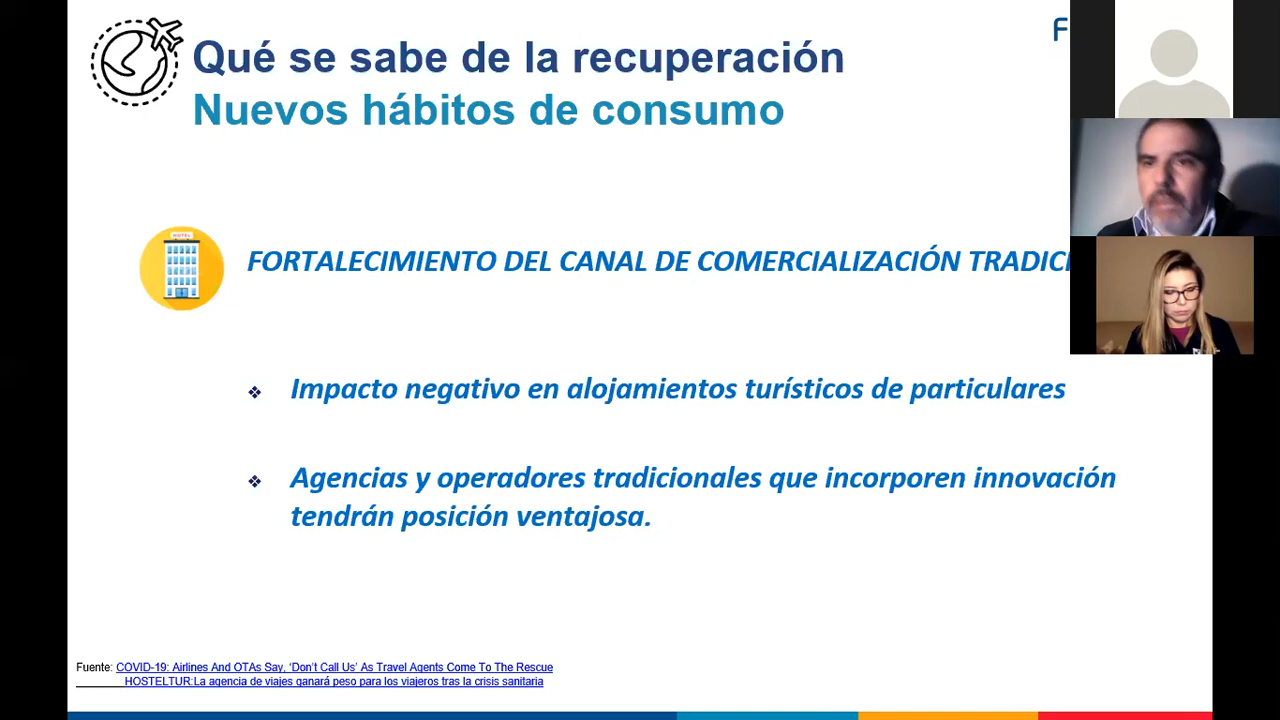 Qué se sabe de la recuperación
Nuevos hábitos de consumo
HOTEL
FORTALECIMIENTO DEL CANAL DE COMERCIALIZACIÓN
❖ Impacto negativo en alojamientos turísticos de particulares
❖ Agencias y operadores tradicionales que incorporen innovación
tendrán posición ventajosa.
Fuente: COVID-19: Airlines And OTAs Say, ‘Don’t Call Us’ As Travel Agents Come To The Rescue
HOSTELTUR:La agencia de viajes ganará peso para los viajeros tras la crisis sanitaria